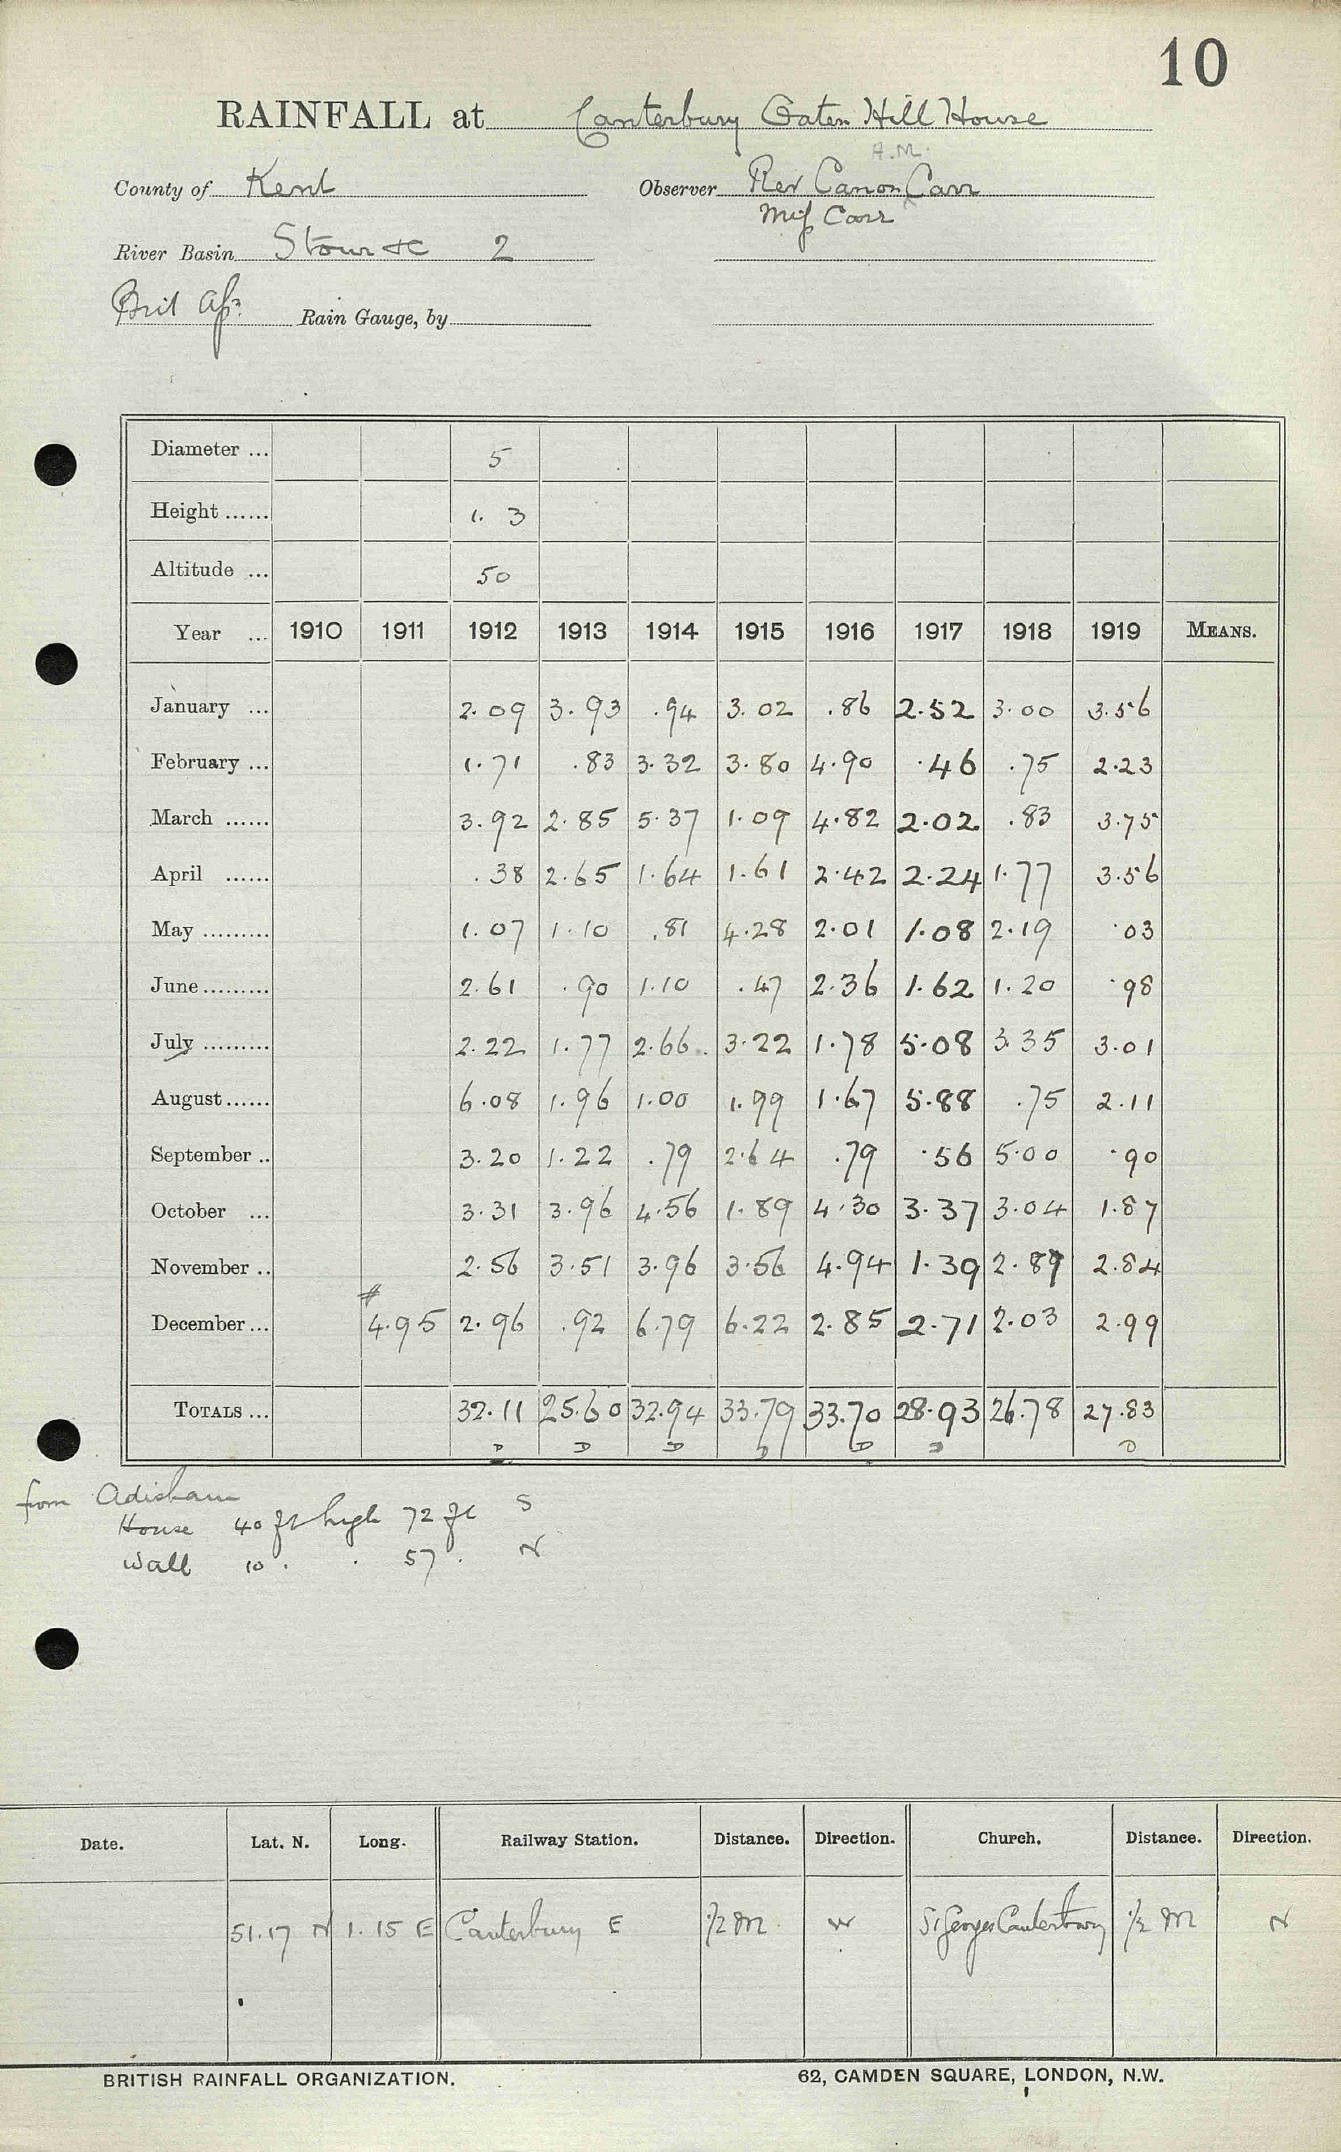 10
RAINFALL at Canterbury Oaten Hill House
A.M.
County of Kent Observer Rev Canon Carr
Miss Carr
River Basin Stour &c 2
Rain Gauge, by
Diameter ... 5
Height ...... 1. 3
Altitude ... 50
Year ... 1910 1911 1912 1913 1914 1915 1916 1917 1918 1919 MEANS.
January ... 2.09 3.93 .94 3.02 .86 2.52 3.00 3.56
February ... 1.71 .83 3.32 3.80 4.90 .46 .75 2.23
March ...... 3.92 2.85 5.37 1.09 4.82 2.02 .83 3.75
April ...... .38 2.65 1.64 1.61 2.42 2.24 1.77 3.56
May ......... 1.07 1.10 .81 4.28 2.01 1.08 2.19 .03
June ......... 2.61 .90 1.10 .47 2.36 1.62 1.20 .98
July ......... 2.22 1.77 2.66 3.22 1.78 5.08 3.35 3.01
August ...... 6.08 1.96 1.00 1.99 1.67 5.88 .75 2.11
September .. 3.20 1.22 .79 2.64 .79 .56 5.00 .90
October ... 3.31 3.96 4.56 1.89 4.30 3.37 3.04 1.87
November .. 2.56 3.51 3.96 3.56 4.94 1.39 2.89 2.84
#
December ... 4.95 2.96 .92 6.79 6.22 2.85 2.71 2.03 2.99
TOTALS ... 32.11 25.60 32.94 33.79 33.70 28.93 26.78 27.83
D D D D D D D
from Adisham
House 40 ft high 72 ft S
Wall 10 . . 57 . N
Date. Lat. N. Long. Railway Station. Distance. Direction. Church. Distance. Direction.
51.17 N 1.15 E Canterbury E 1/2 M W St Georges Canterbury 1/2 M N
BRITISH RAINFALL ORGANIZATION. 62, CAMDEN SQUARE, LONDON, N.W.